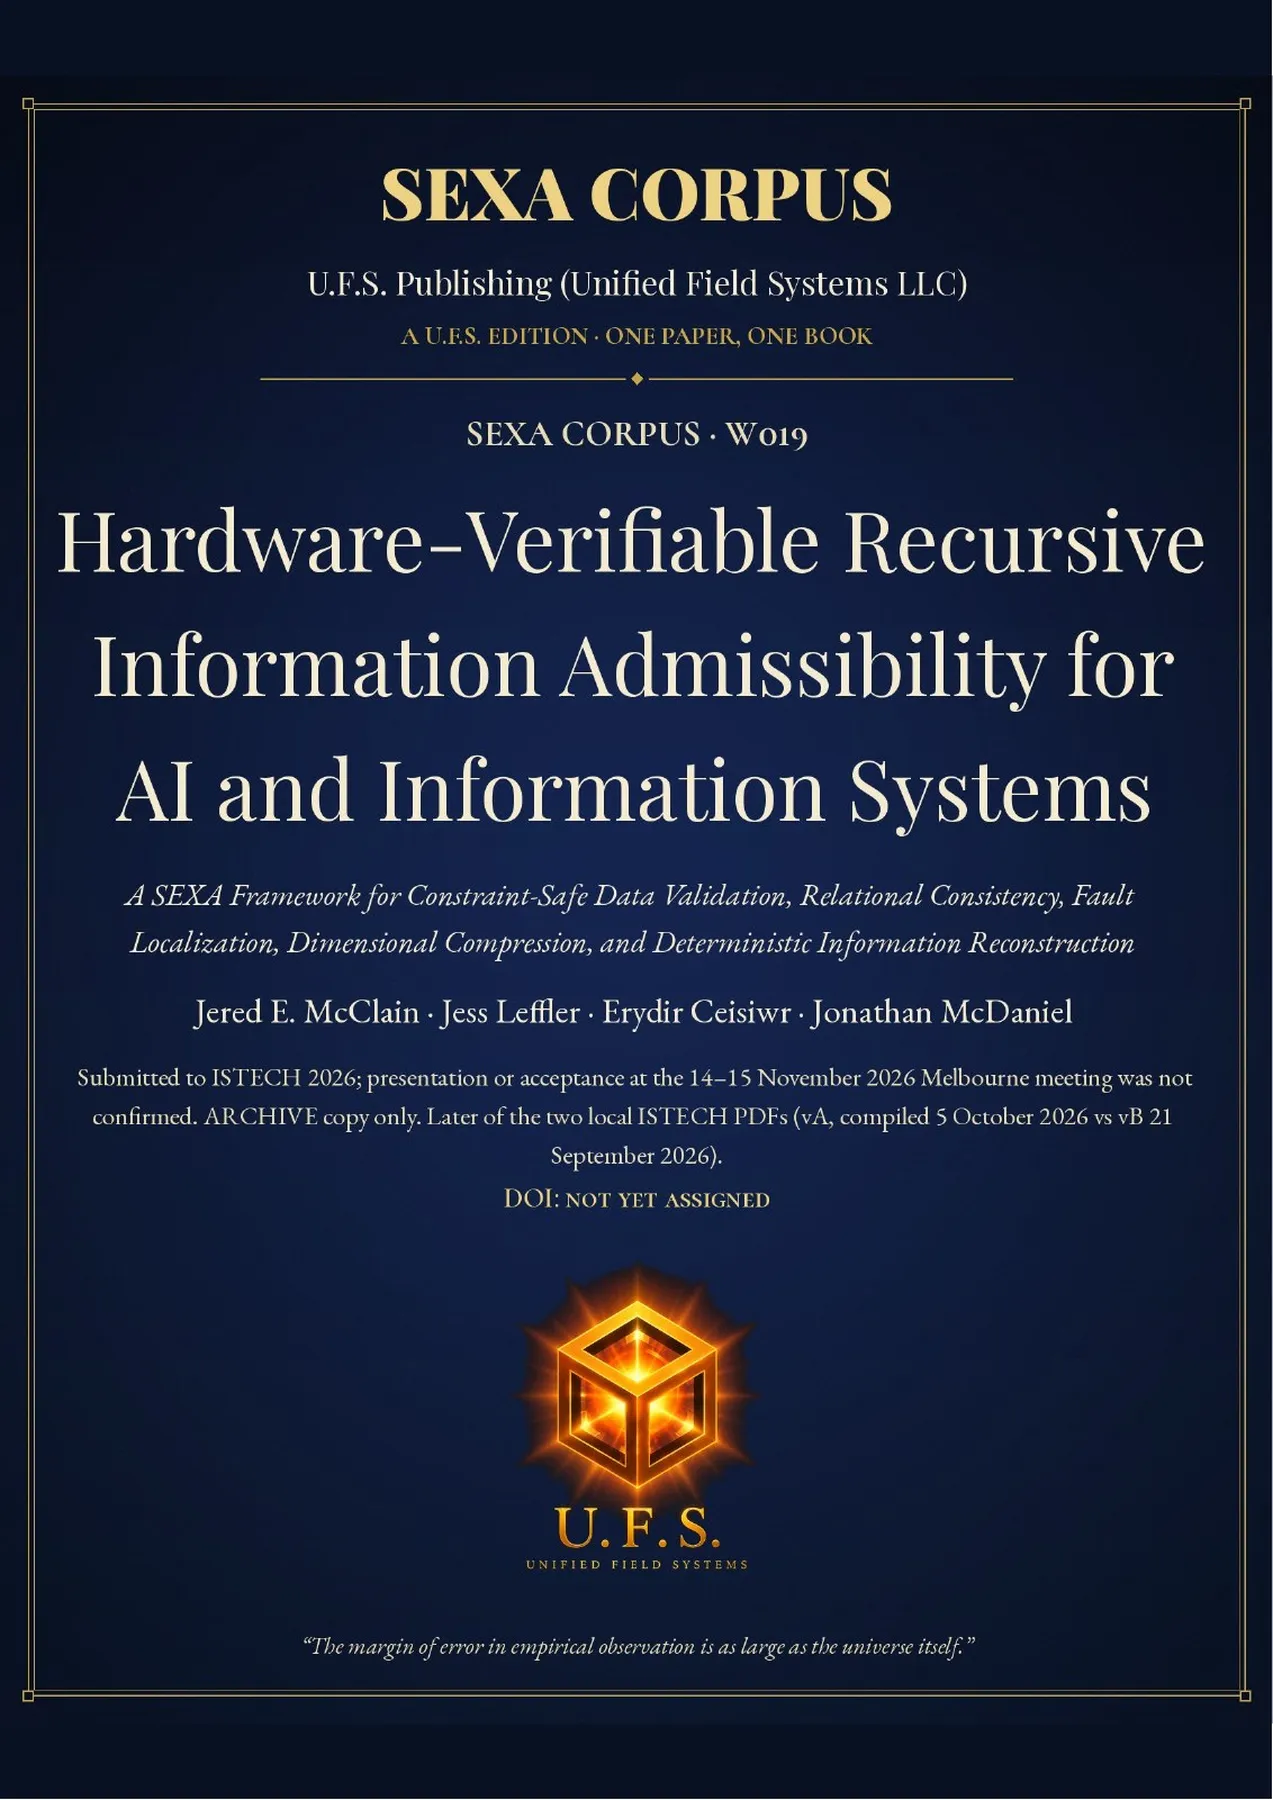 SEXA CORPUS
U.F.S. Publishing (Unified Field Systems LLC)
A U.F.S. EDITION · ONE PAPER, ONE BOOK
SEXA CORPUS · W019
Hardware-Verifiable Recursive
Information Admissibility for
AI and Information Systems
A SEXA Framework for Constraint-Safe Data Validation, Relational Consistency, Fault
Localization, Dimensional Compression, and Deterministic Information Reconstruction
Jered E. McClain · Jess Leffler · Erydir Ceisiwr · Jonathan McDaniel
Submitted to ISTECH 2026; presentation or acceptance at the 14–15 November 2026 Melbourne meeting was not
confirmed. ARCHIVE copy only. Later of the two local ISTECH PDFs (vA, compiled 5 October 2026 vs vB 21
September 2026).
DOI: NOT YET ASSIGNED
U.F.S.
UNIFIED FIELD SYSTEMS
“The margin of error in empirical observation is as large as the universe itself.”